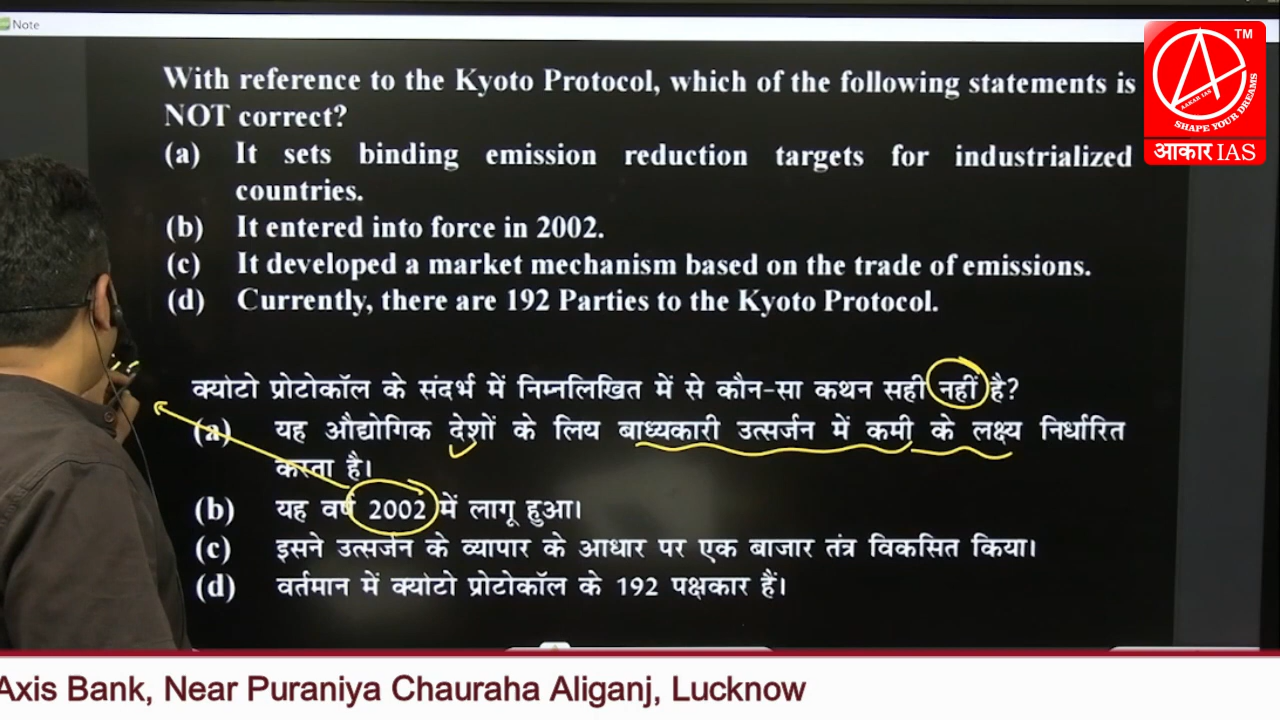 Note
With reference to the Kyoto Protocol, which of the following statements is
NOT correct?
(a) It sets binding emission reduction targets for industrialized
countries.
(b) It entered into force in 2002.
(c) It developed a market mechanism based on the trade of emissions.
(d) Currently, there are 192 Parties to the Kyoto Protocol.
क्योटो प्रोटोकॉल के संदर्भ में निम्नलिखित में से कौन-सा कथन सही नहीं है?
(a) यह औद्योगिक देशों के लिय बाध्यकारी उत्सर्जन में कमी के लक्ष्य निर्धारित
करता है।
(b) यह वर्ष 2002 में लागू हुआ।
(c) इसने उत्सर्जन के व्यापार के आधार पर एक बाजार तंत्र विकसित किया।
(d) वर्तमान में क्योटो प्रोटोकॉल के 192 पक्षकार हैं।
TM
AAKAR IAS
SHAPE YOUR DREAMS
आकार IAS
Axis Bank, Near Puraniya Chauraha Aliganj, Lucknow